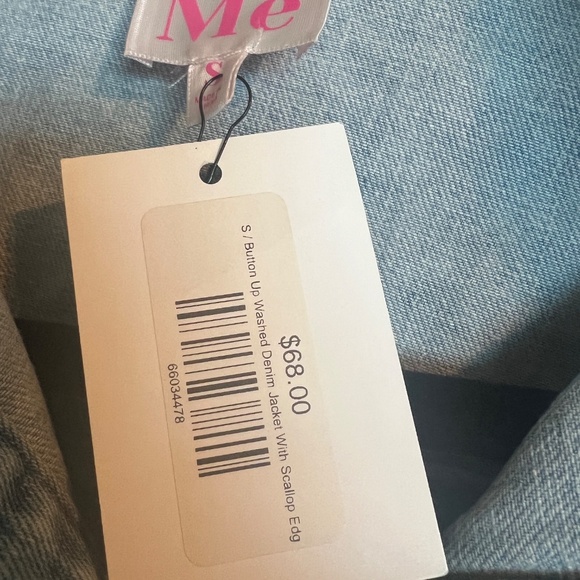 Me
S
S / Button Up Washed Denim Jacket With Scallop Edg
$68.00
66034478